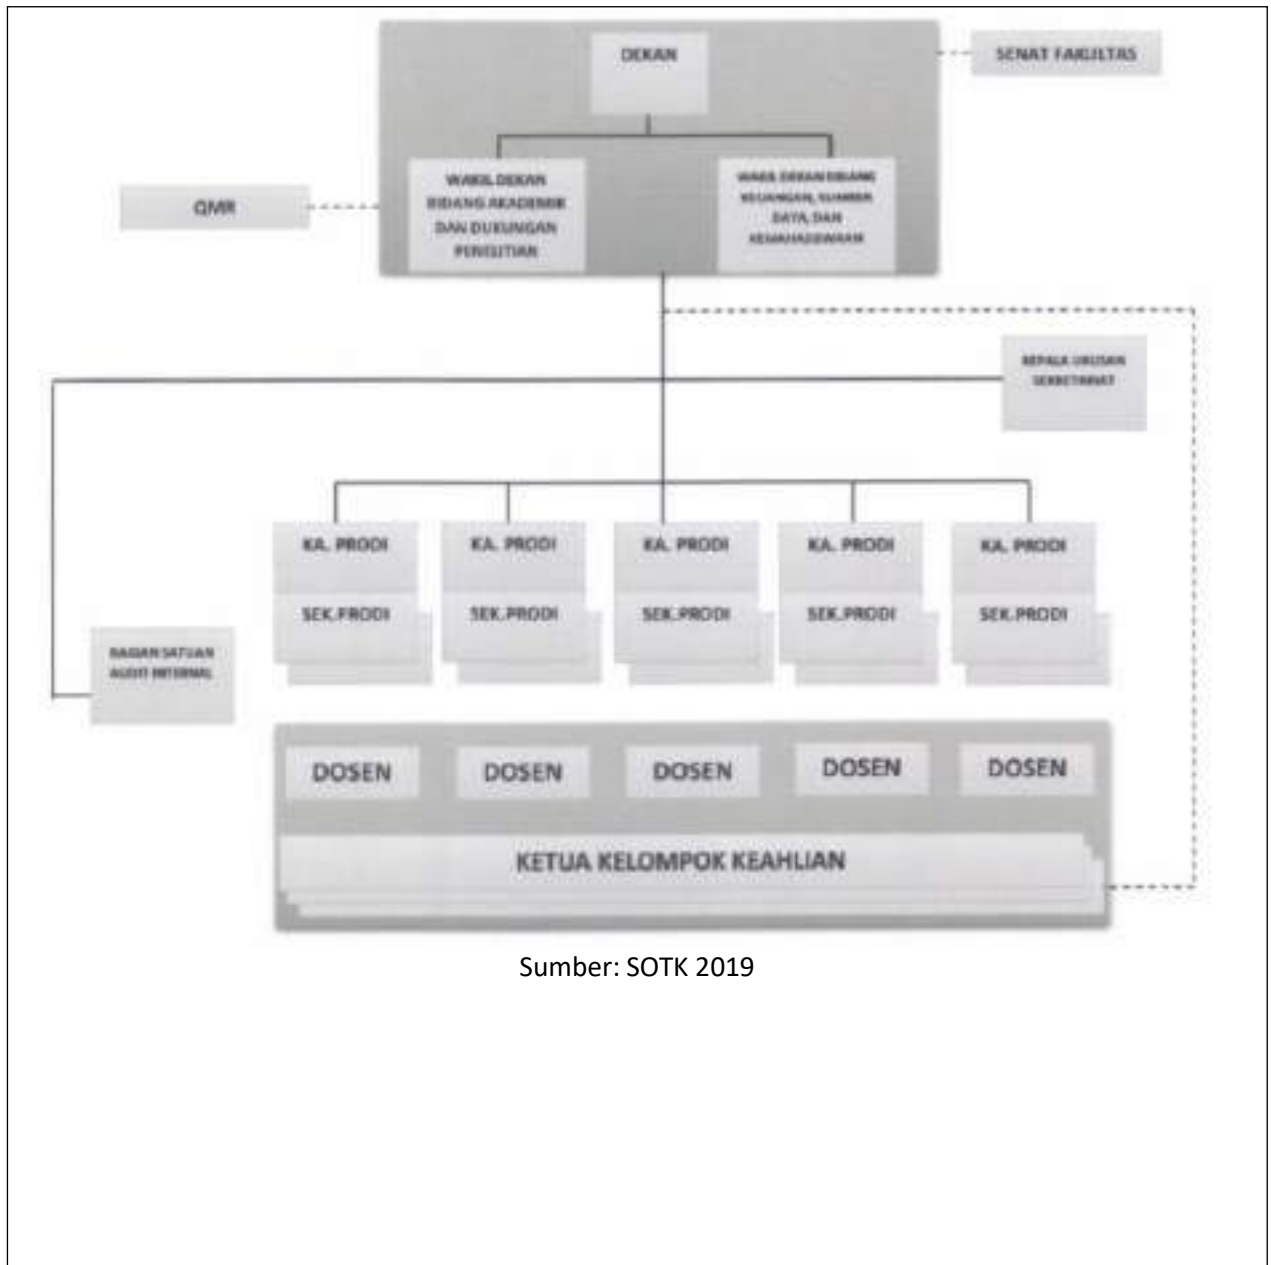 DEKAN
SENAT FAKULTAS
WAKIL DEKAN
BIDANG AKADEMIK
DAN DUKUNGAN
PENELITIAN
WAKIL DEKAN BIDANG
KEUANGAN, SUMBER
DAYA, DAN
KEMAHASISWAAN
QMR
KEPALA URUSAN
SEKRETARIAT
KA. PRODI
KA. PRODI
KA. PRODI
KA. PRODI
KA. PRODI
SEK.PRODI
SEK.PRODI
SEK.PRODI
SEK.PRODI
SEK.PRODI
BAGIAN SATUAN
AUDIT INTERNAL
DOSEN
DOSEN
DOSEN
DOSEN
DOSEN
KETUA KELOMPOK KEAHLIAN
Sumber: SOTK 2019